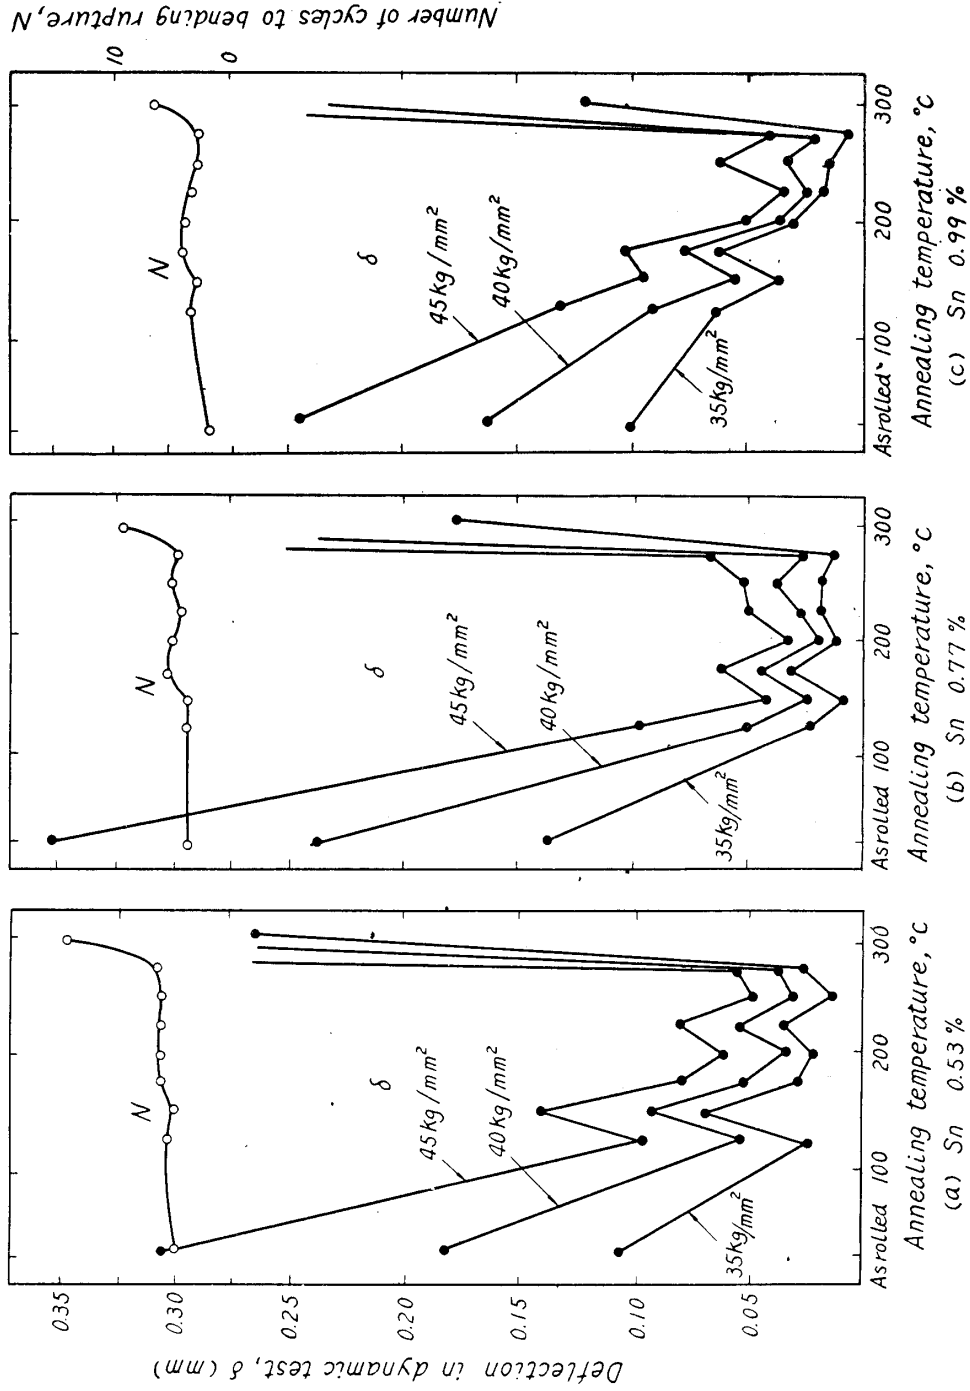 Deflection in dynamic test, δ (mm)
0.35
0.30
0.25
0.20
0.15
0.10
0.05
N
δ
45kg/mm²
40kg/mm²
35kg/mm²
Asrolled 100 200 300
Annealing temperature, °C
(a) Sn 0.53 %
N
δ
45kg/mm²
40kg/mm²
35kg/mm²
Asrolled 100 200 300
Annealing temperature, °C
(b) Sn 0.77 %
N
δ
45kg/mm²
40kg/mm²
35kg/mm²
Asrolled 100 200 300
Annealing temperature, °C
(c) Sn 0.99 %
10
0
Number of cycles to bending rupture, N